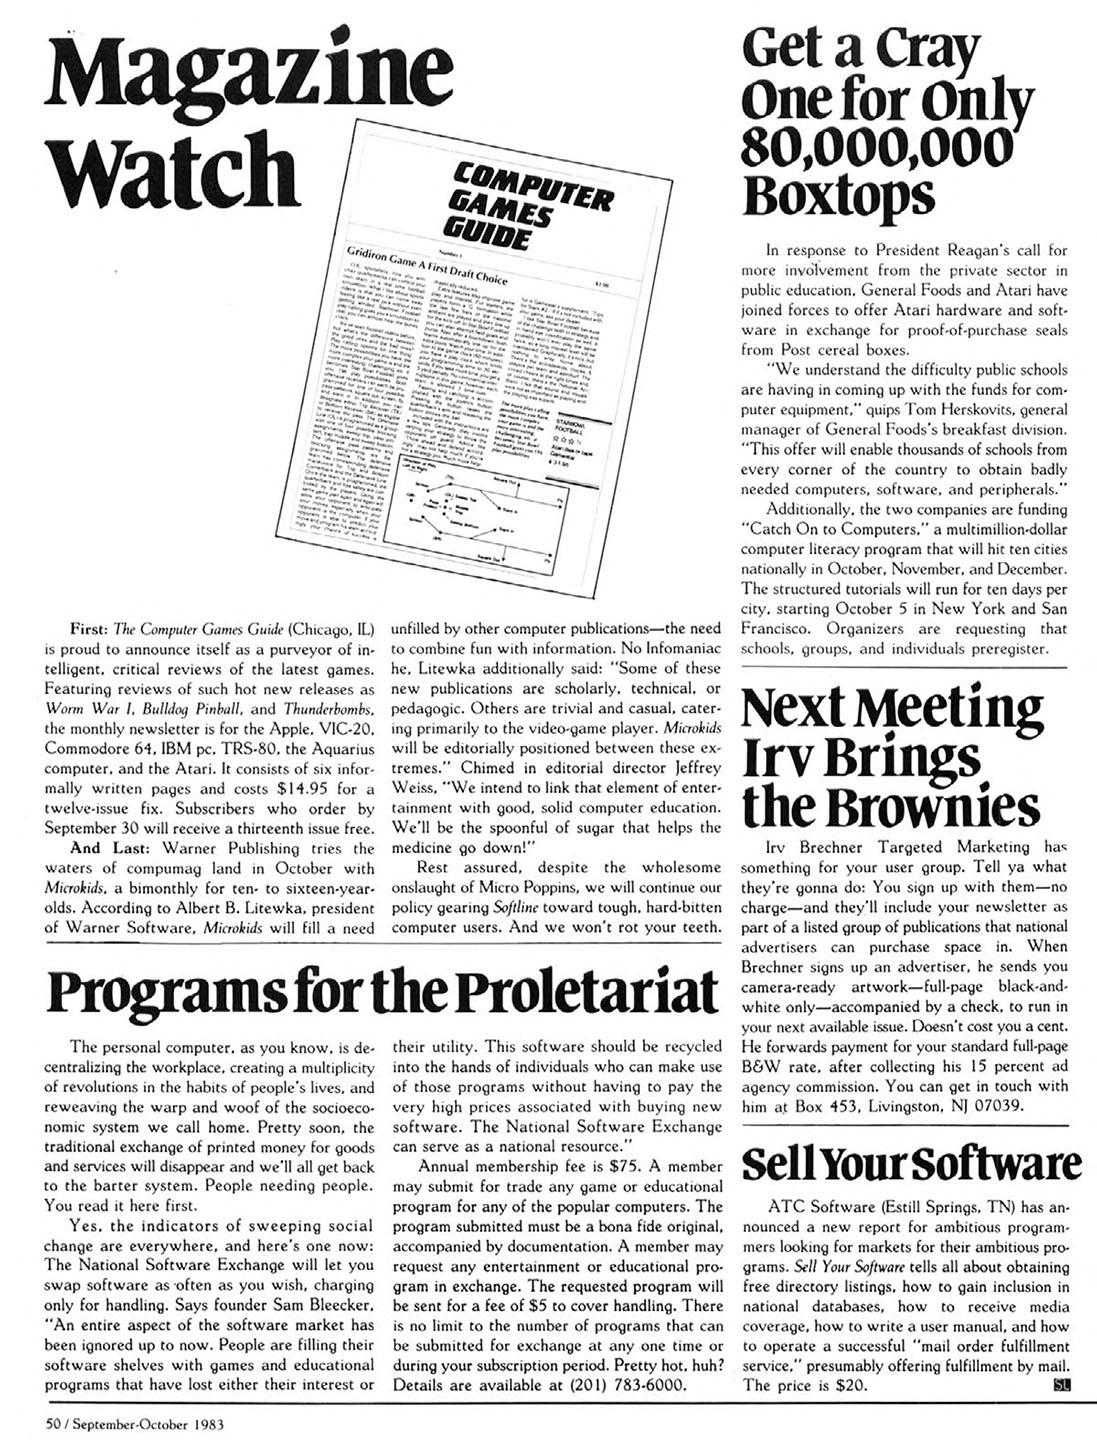 Magazine
Watch
COMPUTER
GAMES
GUIDE
Number 1
$2.00
Gridiron Game A First Draft Choice
STARBOWL
FOOTBALL
First: The Computer Games Guide (Chicago, IL)
is proud to announce itself as a purveyor of in-
telligent, critical reviews of the latest games.
Featuring reviews of such hot new releases as
Worm War I, Bulldog Pinball, and Thunderbombs,
the monthly newsletter is for the Apple, VIC-20,
Commodore 64, IBM pc, TRS-80, the Aquarius
computer, and the Atari. It consists of six infor-
mally written pages and costs $14.95 for a
twelve-issue fix. Subscribers who order by
September 30 will receive a thirteenth issue free.
And Last: Warner Publishing tries the
waters of compumag land in October with
Microkids, a bimonthly for ten- to sixteen-year-
olds. According to Albert B. Litewka, president
of Warner Software, Microkids will fill a need
unfilled by other computer publications—the need
to combine fun with information. No Infomaniac
he, Litewka additionally said: "Some of these
new publications are scholarly, technical, or
pedagogic. Others are trivial and casual, cater-
ing primarily to the video-game player. Microkids
will be editorially positioned between these ex-
tremes." Chimed in editorial director Jeffrey
Weiss, "We intend to link that element of enter-
tainment with good, solid computer education.
We'll be the spoonful of sugar that helps the
medicine go down!"
Rest assured, despite the wholesome
onslaught of Micro Poppins, we will continue our
policy gearing Softline toward tough, hard-bitten
computer users. And we won't rot your teeth.
Programs for the Proletariat
The personal computer, as you know, is de-
centralizing the workplace, creating a multiplicity
of revolutions in the habits of people's lives, and
reweaving the warp and woof of the socioeco-
nomic system we call home. Pretty soon, the
traditional exchange of printed money for goods
and services will disappear and we'll all get back
to the barter system. People needing people.
You read it here first.
Yes, the indicators of sweeping social
change are everywhere, and here's one now:
The National Software Exchange will let you
swap software as often as you wish, charging
only for handling. Says founder Sam Bleecker,
"An entire aspect of the software market has
been ignored up to now. People are filling their
software shelves with games and educational
programs that have lost either their interest or
their utility. This software should be recycled
into the hands of individuals who can make use
of those programs without having to pay the
very high prices associated with buying new
software. The National Software Exchange
can serve as a national resource."
Annual membership fee is $75. A member
may submit for trade any game or educational
program for any of the popular computers. The
program submitted must be a bona fide original,
accompanied by documentation. A member may
request any entertainment or educational pro-
gram in exchange. The requested program will
be sent for a fee of $5 to cover handling. There
is no limit to the number of programs that can
be submitted for exchange at any one time or
during your subscription period. Pretty hot, huh?
Details are available at (201) 783-6000.
Get a Cray
One for Only
80,000,000
Boxtops
In response to President Reagan's call for
more involvement from the private sector in
public education, General Foods and Atari have
joined forces to offer Atari hardware and soft-
ware in exchange for proof-of-purchase seals
from Post cereal boxes.
"We understand the difficulty public schools
are having in coming up with the funds for com-
puter equipment," quips Tom Herskovits, general
manager of General Foods's breakfast division.
"This offer will enable thousands of schools from
every corner of the country to obtain badly
needed computers, software, and peripherals."
Additionally, the two companies are funding
"Catch On to Computers," a multimillion-dollar
computer literacy program that will hit ten cities
nationally in October, November, and December.
The structured tutorials will run for ten days per
city, starting October 5 in New York and San
Francisco. Organizers are requesting that
schools, groups, and individuals preregister.
Next Meeting
Irv Brings
the Brownies
Irv Brechner Targeted Marketing has
something for your user group. Tell ya what
they're gonna do: You sign up with them—no
charge—and they'll include your newsletter as
part of a listed group of publications that national
advertisers can purchase space in. When
Brechner signs up an advertiser, he sends you
camera-ready artwork—full-page black-and-
white only—accompanied by a check, to run in
your next available issue. Doesn't cost you a cent.
He forwards payment for your standard full-page
B&W rate, after collecting his 15 percent ad
agency commission. You can get in touch with
him at Box 453, Livingston, NJ 07039.
Sell Your Software
ATC Software (Estill Springs, TN) has an-
nounced a new report for ambitious program-
mers looking for markets for their ambitious pro-
grams. Sell Your Software tells all about obtaining
free directory listings, how to gain inclusion in
national databases, how to receive media
coverage, how to write a user manual, and how
to operate a successful "mail order fulfillment
service," presumably offering fulfillment by mail.
The price is $20.
SL
50 / September-October 1983